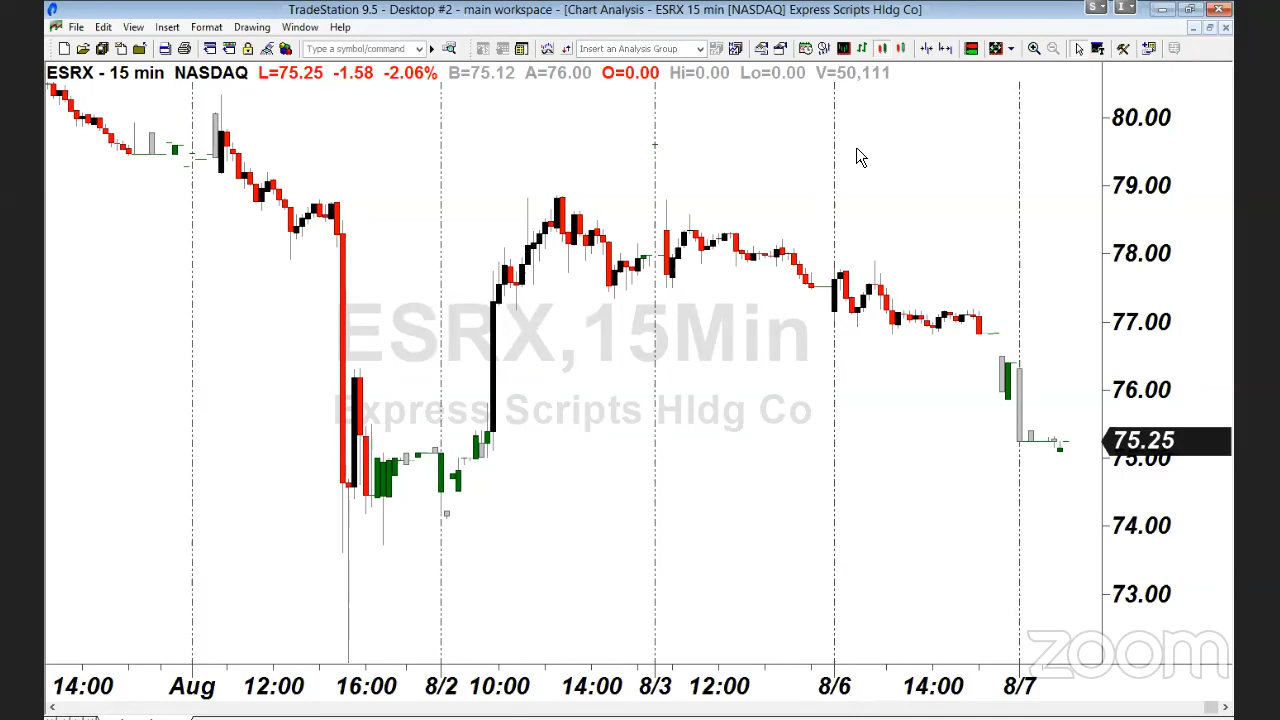 TradeStation 9.5 - Desktop #2 - main workspace - [Chart Analysis - ESRX 15 min [NASDAQ] Express Scripts Hldg Co]
S I
File Edit View Insert Format Drawing Window Help
Type a symbol/command Insert an Analysis Group
ESRX - 15 min NASDAQ L=75.25 -1.58 -2.06% B=75.12 A=76.00 O=0.00 Hi=0.00 Lo=0.00 V=50,111
80.00
79.00
78.00
77.00
ESRX,15Min
76.00
Express Scripts Hldg Co
75.25
75.00
74.00
73.00
zoom
14:00 Aug 12:00 16:00 8/2 10:00 14:00 8/3 12:00 8/6 14:00 8/7